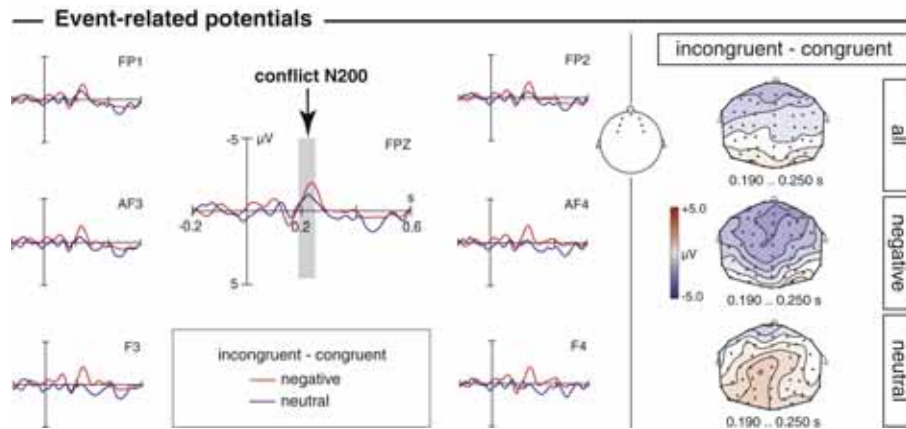 Event-related potentials
FP1
conflict N200
-5
µV
FPZ
s
-0.2
0.2
0.6
5
FP2
AF3
AF4
F3
F4
incongruent - congruent
negative
neutral
incongruent - congruent
all
0.190 .. 0.250 s
+5.0
µV
-5.0
negative
0.190 .. 0.250 s
neutral
0.190 .. 0.250 s